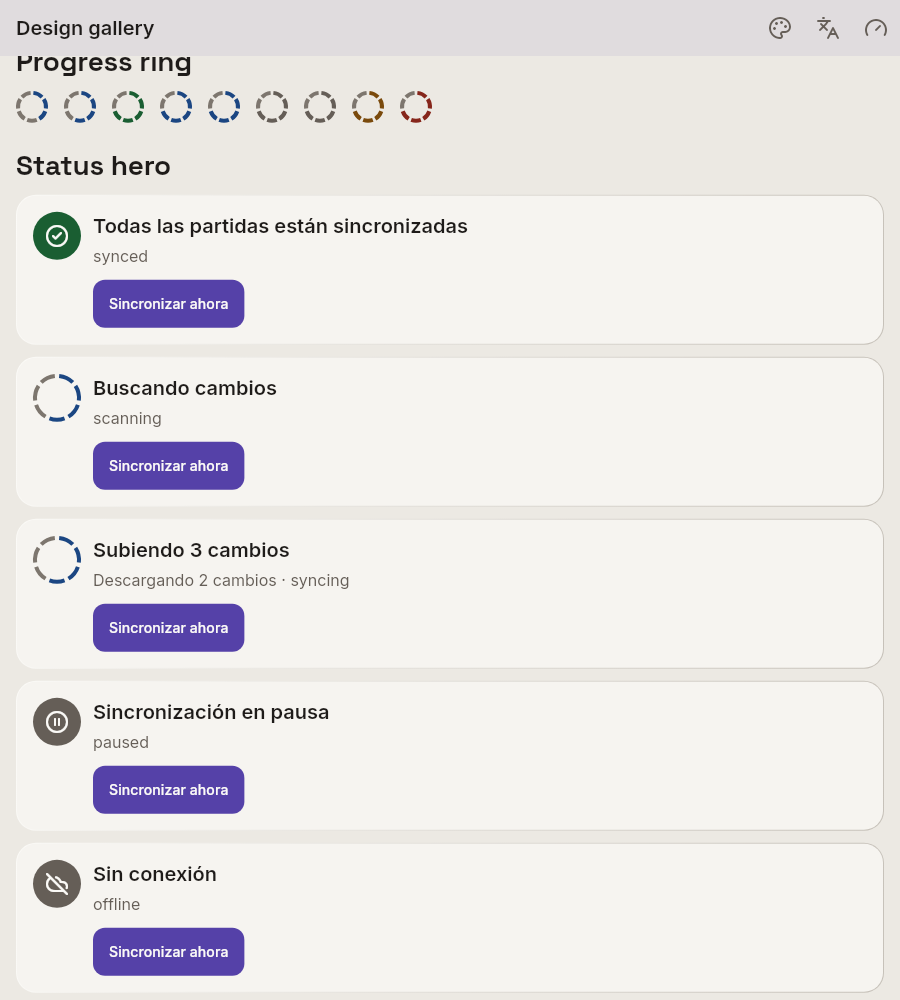 Design gallery
Progress ring
Status hero
Todas las partidas están sincronizadas
synced
Sincronizar ahora
Buscando cambios
scanning
Sincronizar ahora
Subiendo 3 cambios
Descargando 2 cambios · syncing
Sincronizar ahora
Sincronización en pausa
paused
Sincronizar ahora
Sin conexión
offline
Sincronizar ahora